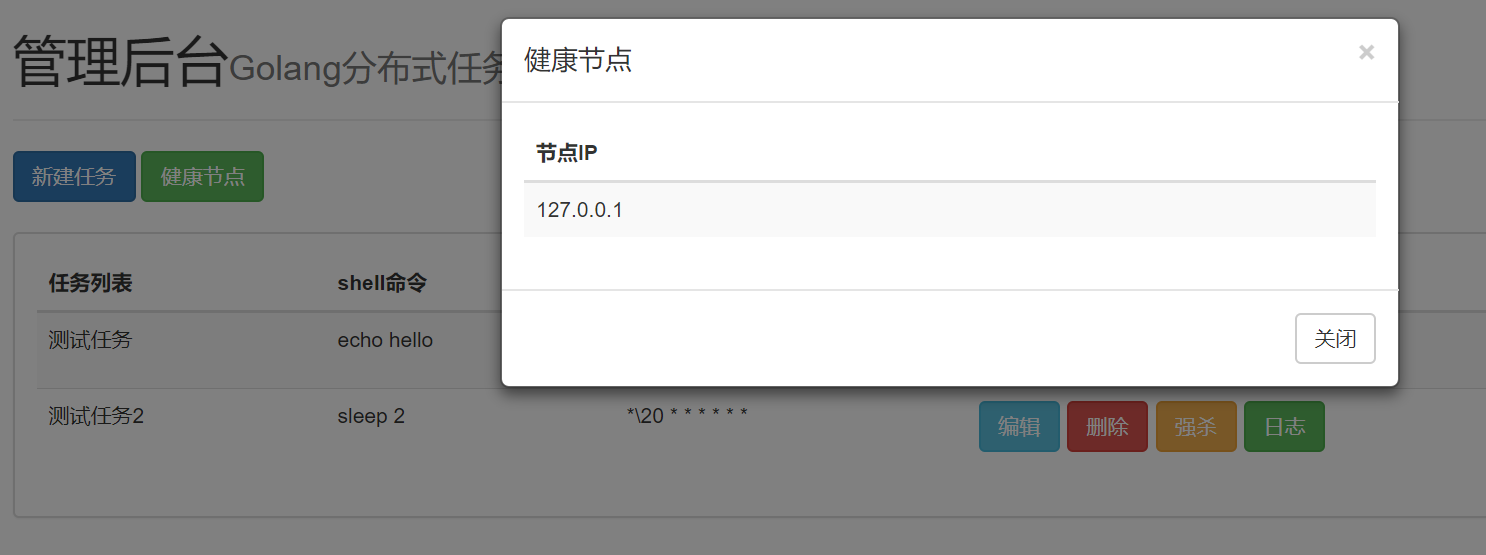 管理后台Golang分布式任务
新建任务 健康节点
任务列表 shell命令
测试任务 echo hello
测试任务2 sleep 2 *\20 * * * * * * 编辑 删除 强杀 日志
健康节点 ×
节点IP
127.0.0.1
关闭